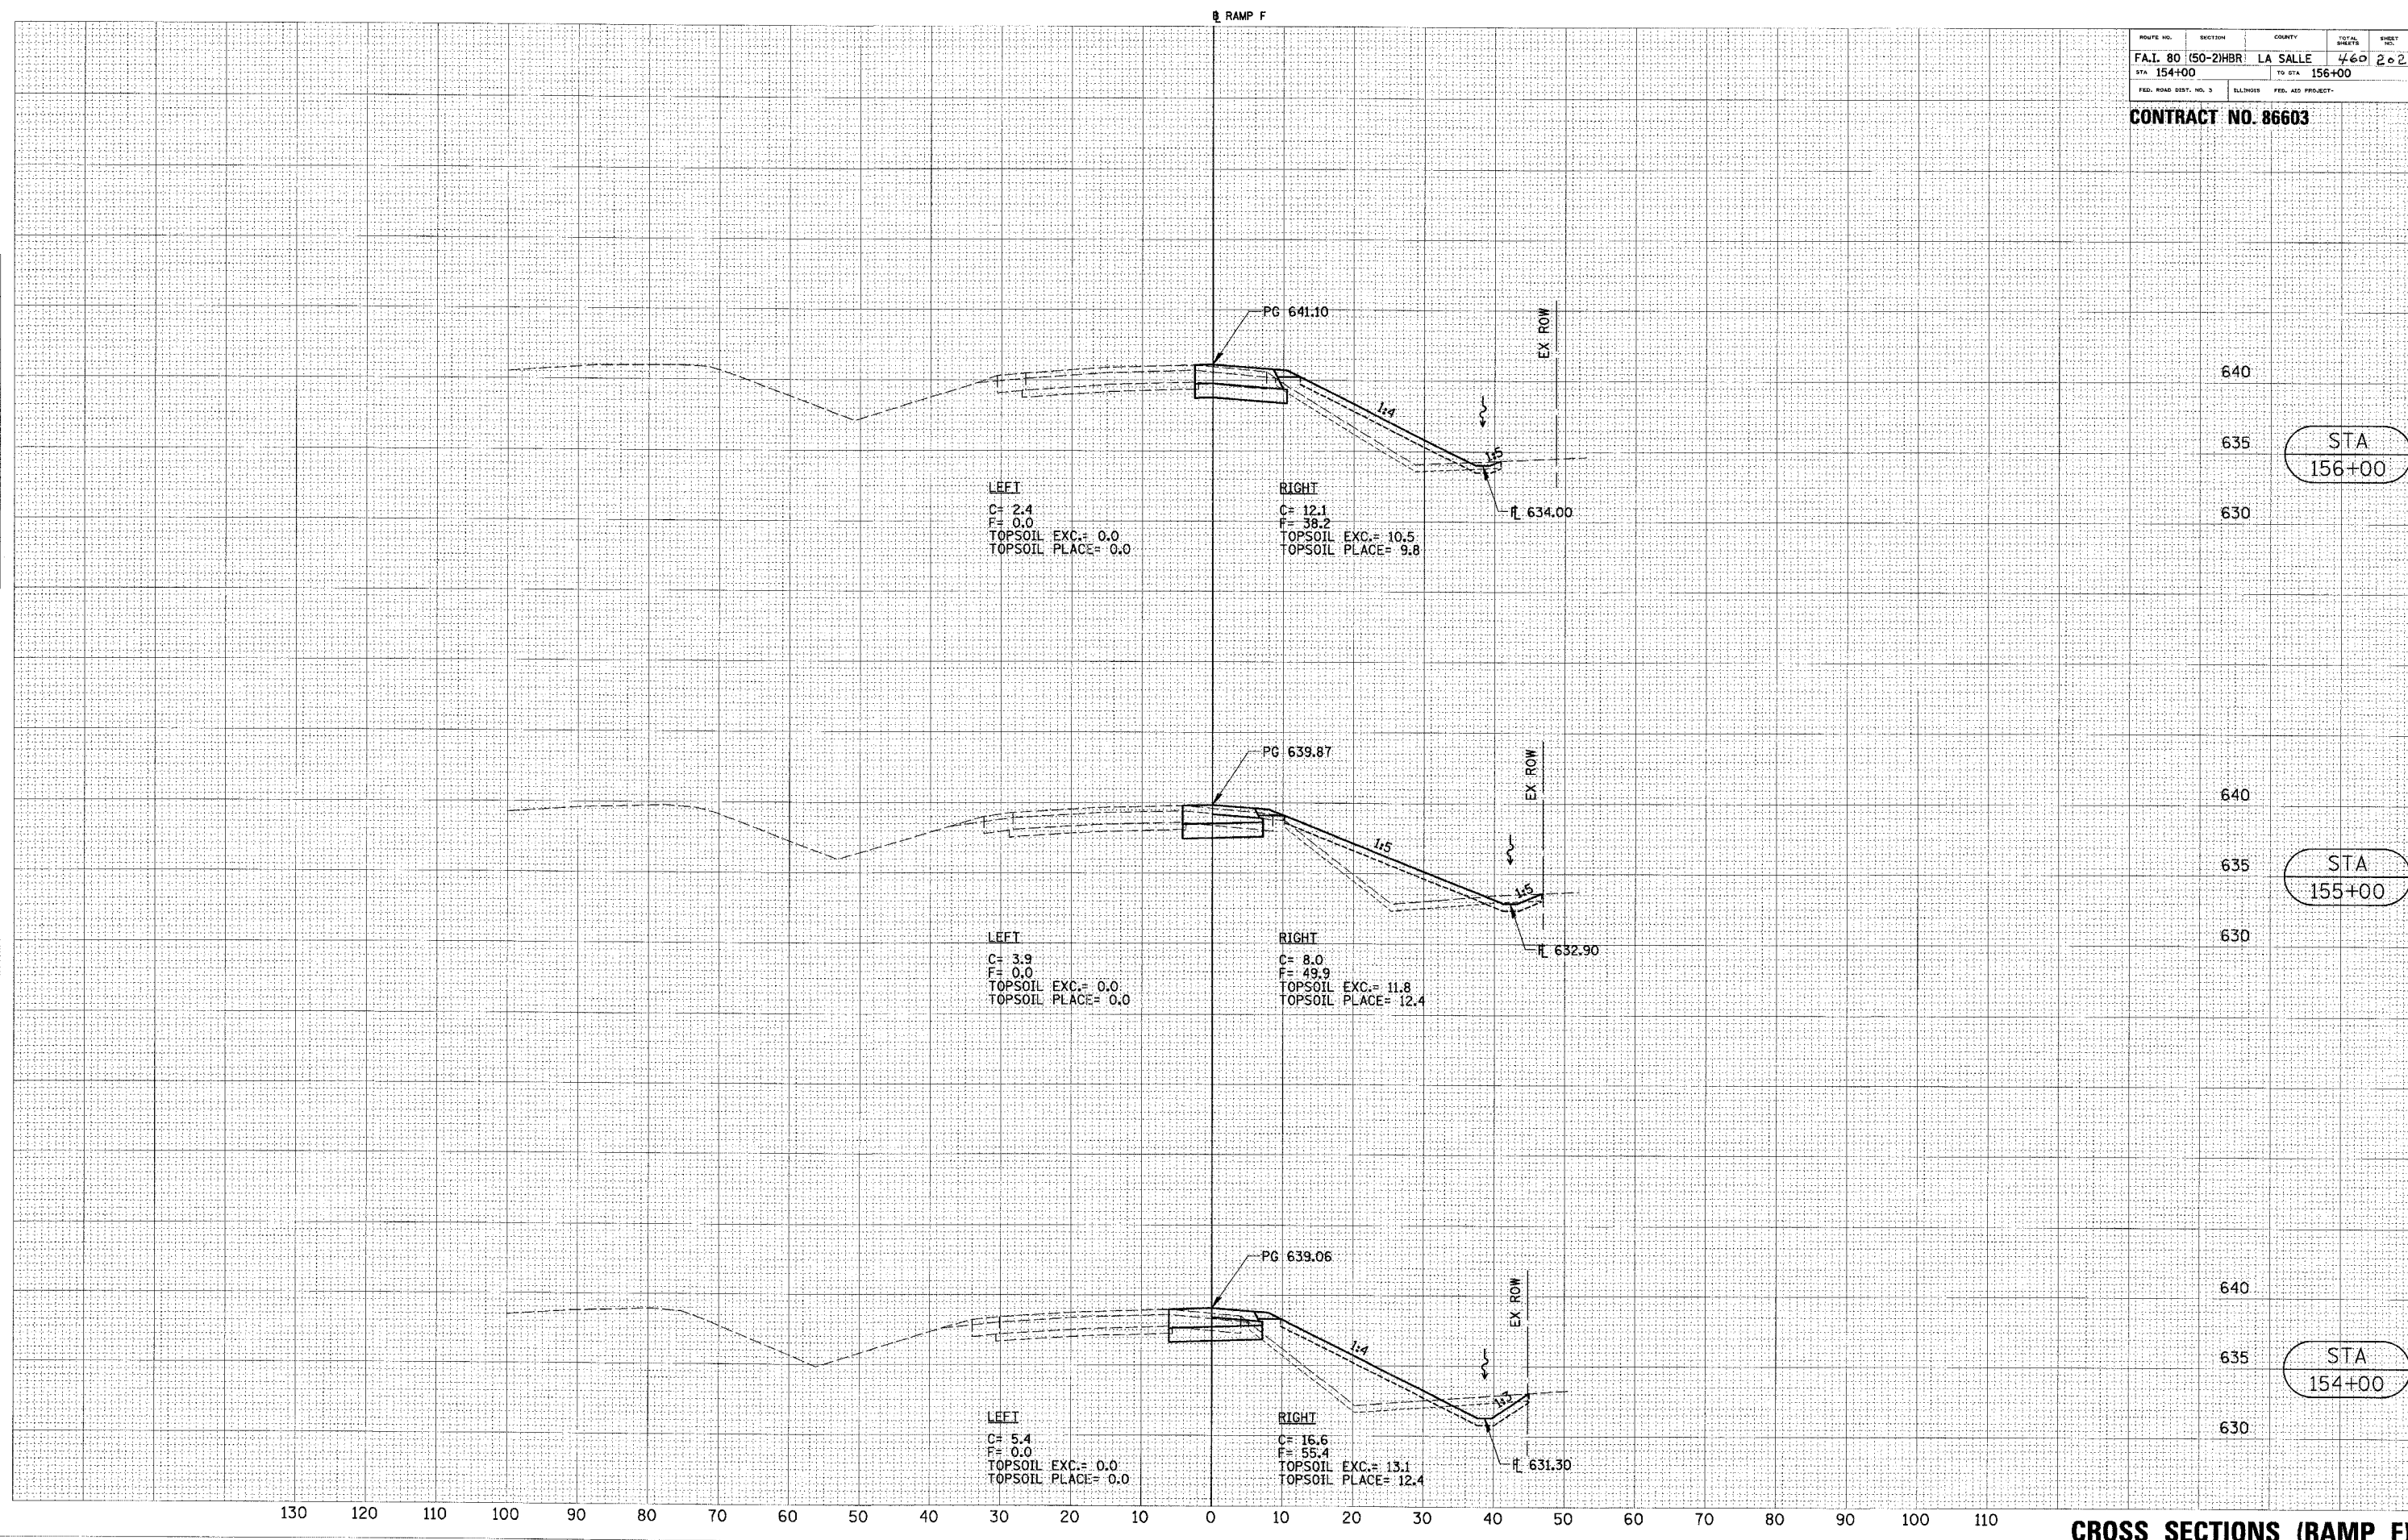 ℄ RAMP F
ROUTE NO. SECTION COUNTY TOTAL SHEETS SHEET NO.
F.A.I. 80 (50-2)HBR LA SALLE 460 202
STA 154+00 TO STA 156+00
FED. ROAD DIST. NO. 3 ILLINOIS FED. AID PROJECT-
CONTRACT NO. 86603
PG 641.10
EX ROW
640
1:4
635
STA
156+00
1:5
LEFT
C= 2.4
F= 0.0
TOPSOIL EXC.= 0.0
TOPSOIL PLACE= 0.0
RIGHT
C= 12.1
F= 38.2
TOPSOIL EXC.= 10.5
TOPSOIL PLACE= 9.8
FL 634.00
630
PG 639.87
EX ROW
640
1:5
635
STA
155+00
1:5
LEFT
C= 3.9
F= 0.0
TOPSOIL EXC.= 0.0
TOPSOIL PLACE= 0.0
RIGHT
C= 8.0
F= 49.9
TOPSOIL EXC.= 11.8
TOPSOIL PLACE= 12.4
FL 632.90
630
PG 639.06
EX ROW
640
1:4
635
STA
154+00
1:3
LEFT
C= 5.4
F= 0.0
TOPSOIL EXC.= 0.0
TOPSOIL PLACE= 0.0
RIGHT
C= 16.6
F= 55.4
TOPSOIL EXC.= 13.1
TOPSOIL PLACE= 12.4
FL 631.30
630
130 120 110 100 90 80 70 60 50 40 30 20 10 0 10 20 30 40 50 60 70 80 90 100 110
CROSS SECTIONS (RAMP F